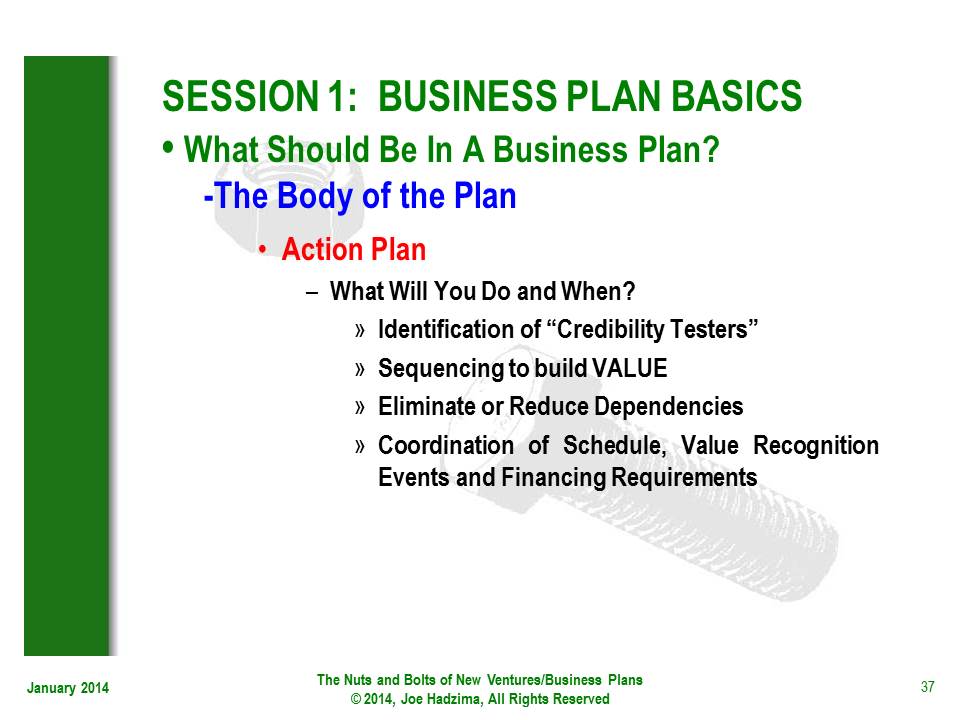 SESSION 1: BUSINESS PLAN BASICS
• What Should Be In A Business Plan?
-The Body of the Plan
• Action Plan
– What Will You Do and When?
» Identification of “Credibility Testers”
» Sequencing to build VALUE
» Eliminate or Reduce Dependencies
» Coordination of Schedule, Value Recognition
Events and Financing Requirements
January 2014
The Nuts and Bolts of New Ventures/Business Plans
© 2014, Joe Hadzima, All Rights Reserved
37